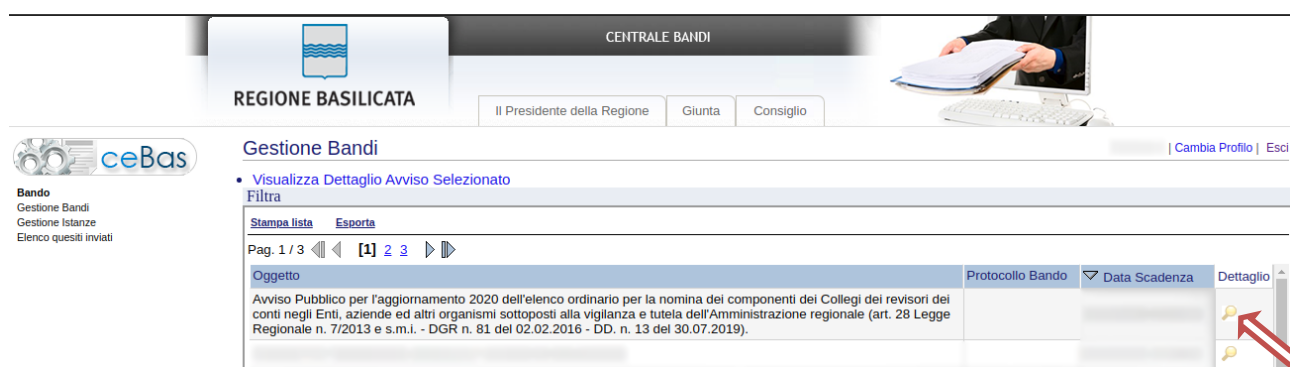 CENTRALE BANDI
REGIONE BASILICATA
Il Presidente della Regione
Giunta
Consiglio
ceBas
Gestione Bandi
| Cambia Profilo | Esci
Bando
Gestione Bandi
Gestione Istanze
Elenco quesiti inviati
Visualizza Dettaglio Avviso Selezionato
Filtra
Stampa lista Esporta
Pag. 1 / 3 [1] 2 3
Oggetto Protocollo Bando Data Scadenza Dettaglio
Avviso Pubblico per l'aggiornamento 2020 dell'elenco ordinario per la nomina dei componenti dei Collegi dei revisori dei
conti negli Enti, aziende ed altri organismi sottoposti alla vigilanza e tutela dell'Amministrazione regionale (art. 28 Legge
Regionale n. 7/2013 e s.m.i. - DGR n. 81 del 02.02.2016 - DD. n. 13 del 30.07.2019).